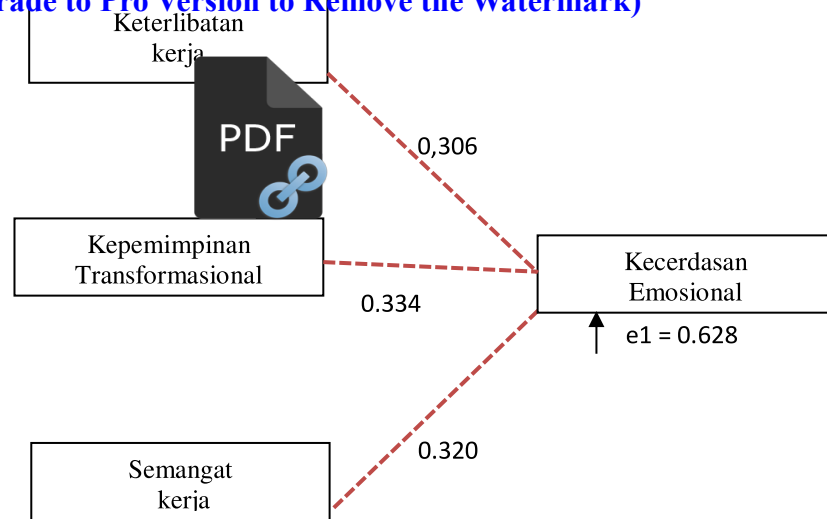 rade to Pro Version to Remove the Watermark)
Keterlibatan
kerja
PDF
0,306
Kepemimpinan
Transformasional
Kecerdasan
Emosional
0.334
e1 = 0.628
0.320
Semangat
kerja